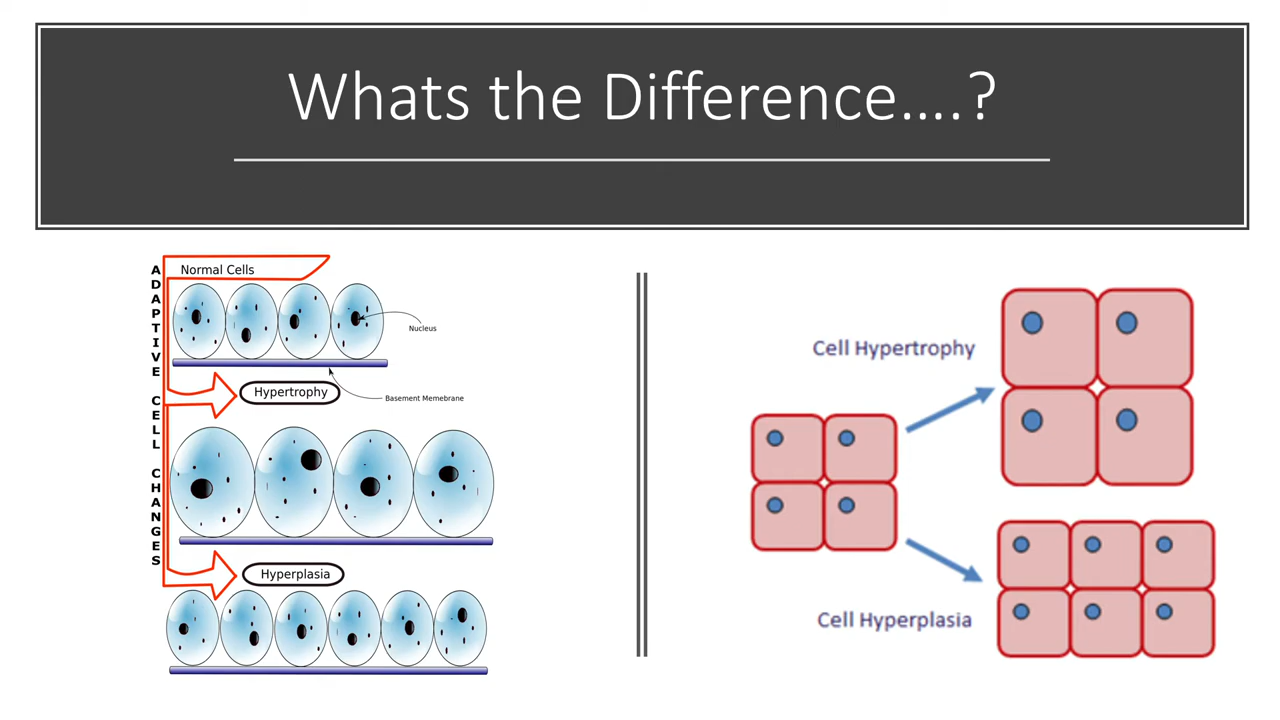 Whats the Difference….?
ADAPTIVE CELL CHANGES
Normal Cells
Nucleus
Hypertrophy
Basement Memebrane
Hyperplasia
Cell Hypertrophy
Cell Hyperplasia